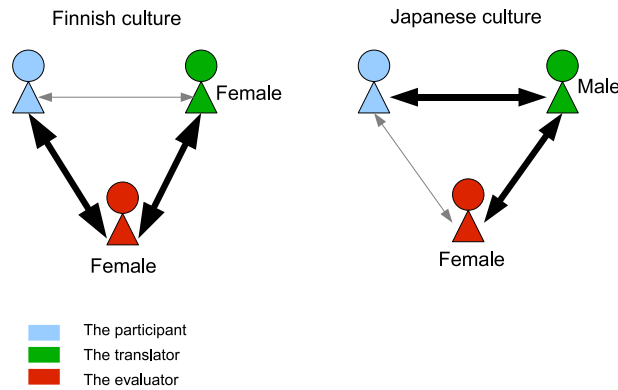 Finnish culture
Japanese culture
Female
Male
Female
Female
The participant
The translator
The evaluator